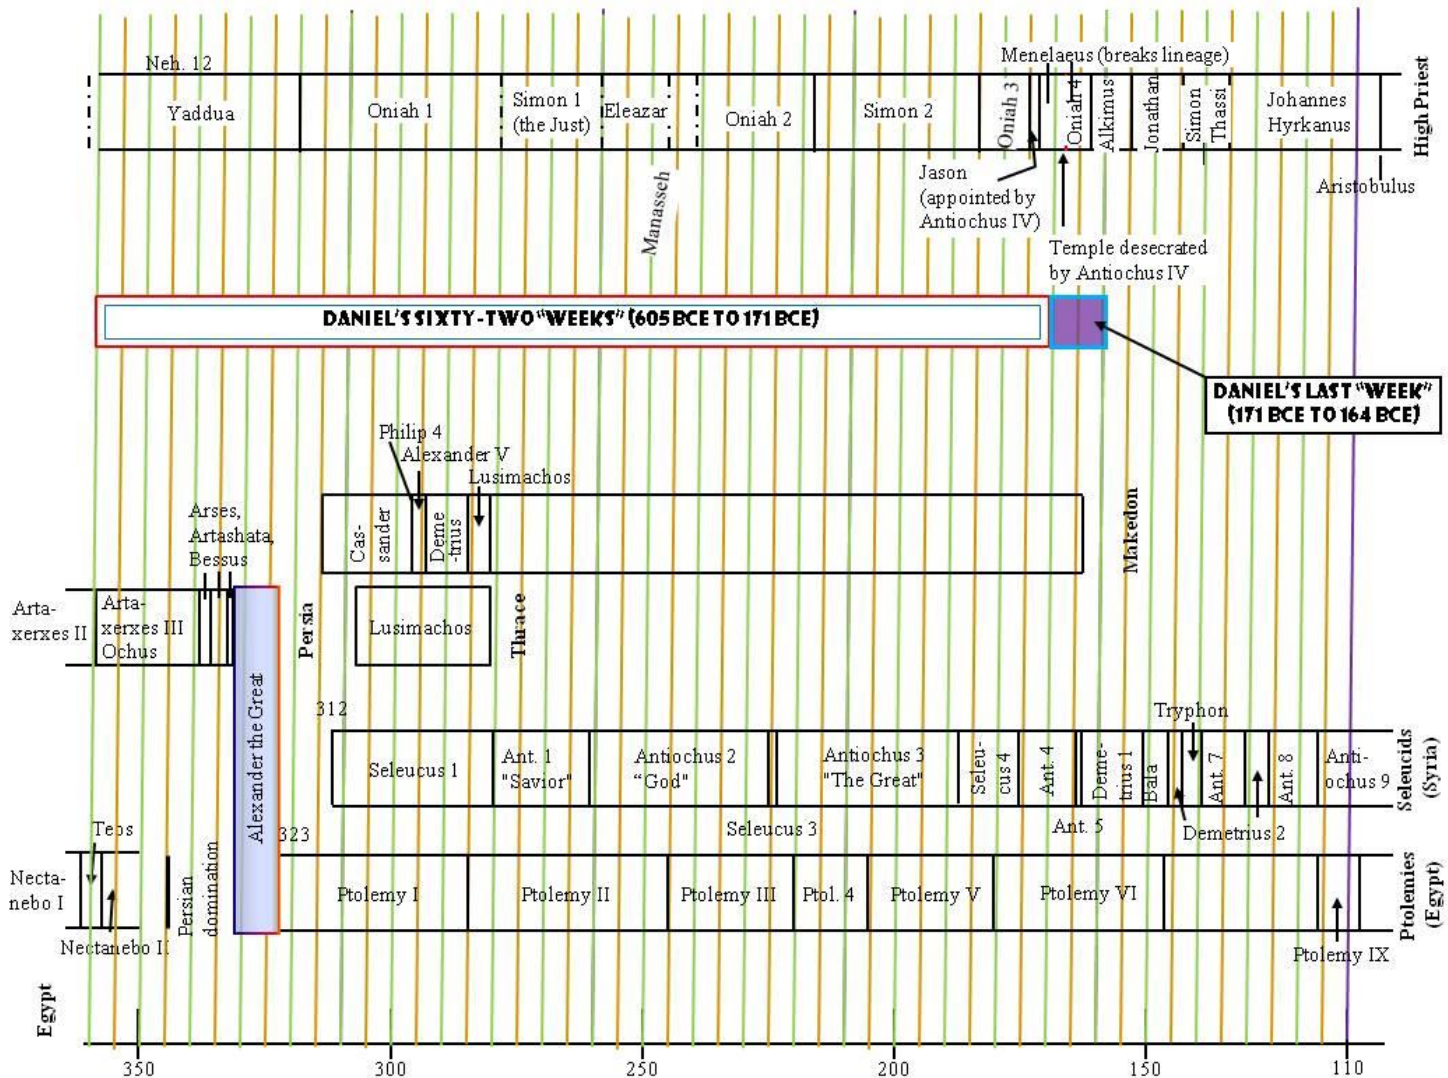 Neh. 12
Menelaeus (breaks lineage)
Yaddua
Oniah 1
Simon 1
(the Just)
Eleazar
Oniah 2
Simon 2
Oniah 3
Oniah 4
Alkimus
Jonathan
Simon
Thassi
Johannes
Hyrkanus
High Priest
Manasseh
Jason
(appointed by
Antiochus IV)
Aristobulus
Temple desecrated
by Antiochus IV
DANIEL'S SIXTY-TWO "WEEKS" (605 BCE TO 171 BCE)
DANIEL'S LAST "WEEK"
(171 BCE TO 164 BCE)
Philip 4
Alexander V
Lusimachos
Cas-
sander
Deme
-trius
Makedon
Arses,
Artashata,
Bessus
Arta-
xerxes II
Arta-
xerxes III
Ochus
Persia
Lusimachos
Thrace
Alexander the Great
312
Tryphon
Seleucus 1
Ant. 1
"Savior"
Antiochus 2
"God"
Antiochus 3
"The Great"
Seleu-
cus 4
Ant. 4
Deme-
trius 1
Bala
Ant. 7
Ant. 8
Anti-
ochus 9
Seleucids
(Syria)
Seleucus 3
Ant. 5
Demetrius 2
323
Teos
Necta-
nebo I
Nectanebo II
Persian
domination
Ptolemy I
Ptolemy II
Ptolemy III
Ptol. 4
Ptolemy V
Ptolemy VI
Ptolemy IX
Ptolemies
(Egypt)
Egypt
350
300
250
200
150
110